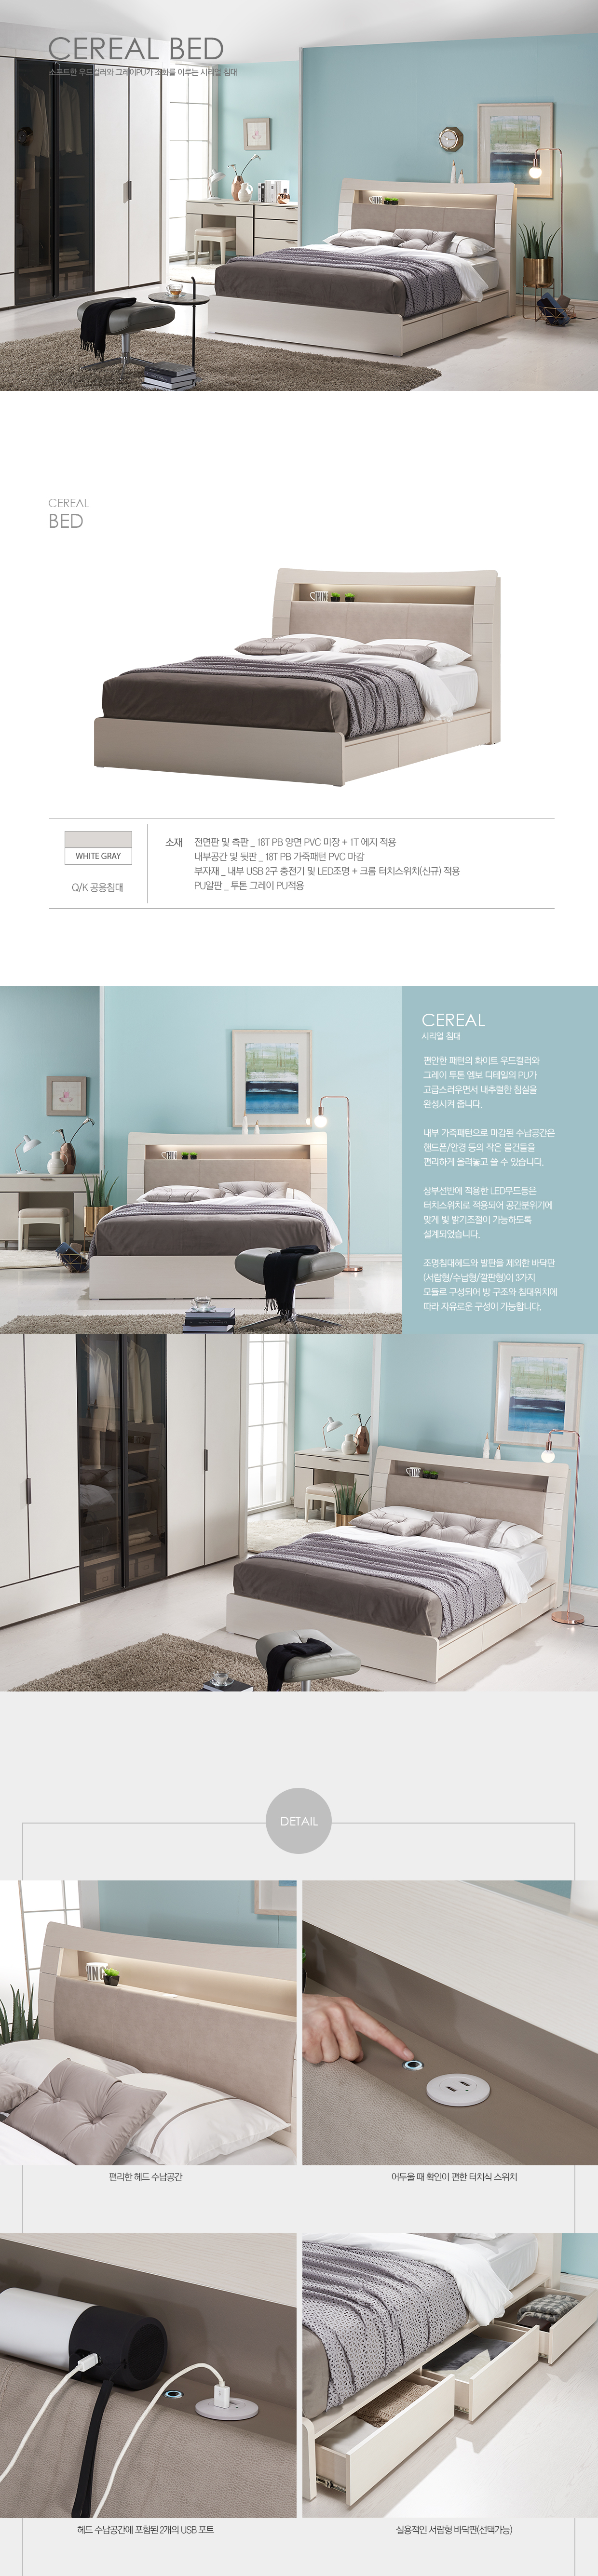 CEREAL BED
소프트한 우드컬러와 그레이PU가 조화를 이루는 시리얼 침대
CEREAL
BED
WHITE GRAY
Q/K 공용침대
소재
전면판 및 측판 _ 18T PB 양면 PVC 미장 + 1T 에지 적용
내부공간 및 뒷판 _ 18T PB 가죽패턴 PVC 마감
부자재 _ 내부 USB 2구 충전기 및 LED조명 + 크롬 터치스위치(신규) 적용
PU알판 _ 투톤 그레이 PU적용
CEREAL
시리얼 침대
편안한 패턴의 화이트 우드컬러와
그레이 투톤 엠보 디테일의 PU가
고급스러우면서 내추럴한 침실을
완성시켜 줍니다.
내부 가죽패턴으로 마감된 수납공간은
핸드폰/안경 등의 작은 물건들을
편리하게 올려놓고 쓸 수 있습니다.
상부선반에 적용한 LED무드등은
터치스위치로 적용되어 공간분위기에
맞게 빛 밝기조절이 가능하도록
설계되었습니다.
조명침대헤드와 발판을 제외한 바닥판
(서랍형/수납형/깔판형)이 3가지
모듈로 구성되어 방 구조와 침대위치에
따라 자유로운 구성이 가능합니다.
DETAIL
편리한 헤드 수납공간
어두울 때 확인이 편한 터치식 스위치
헤드 수납공간에 포함된 2개의 USB 포트
실용적인 서랍형 바닥판(선택가능)